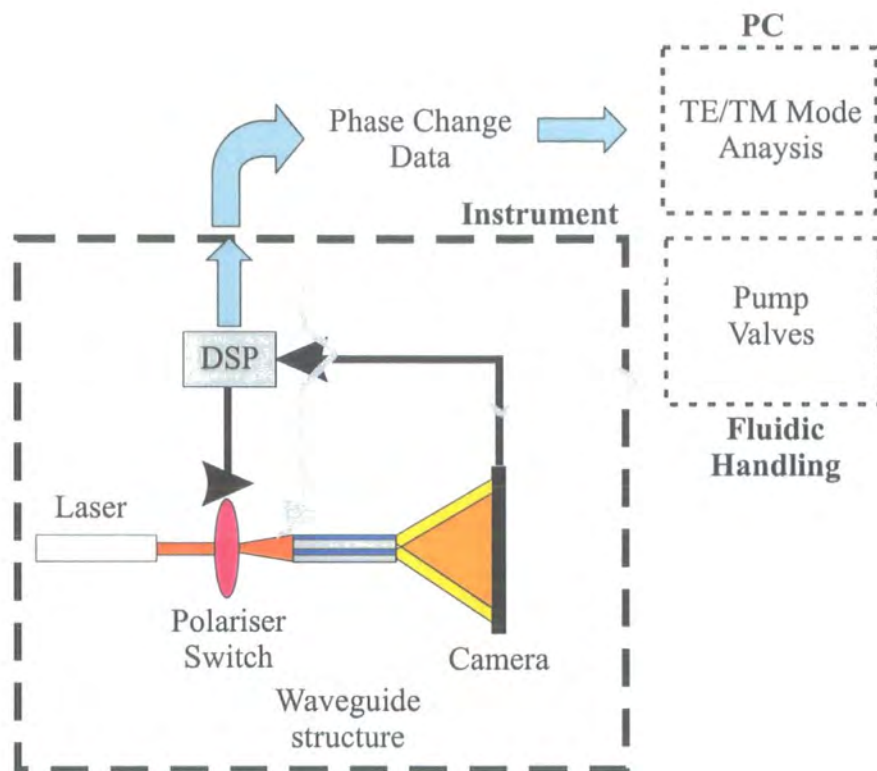 PC
TE/TM Mode
Anaysis
Phase Change
Data
Instrument
Pump
Valves
Fluidic
Handling
DSP
Laser
Polariser
Switch
Camera
Waveguide
structure